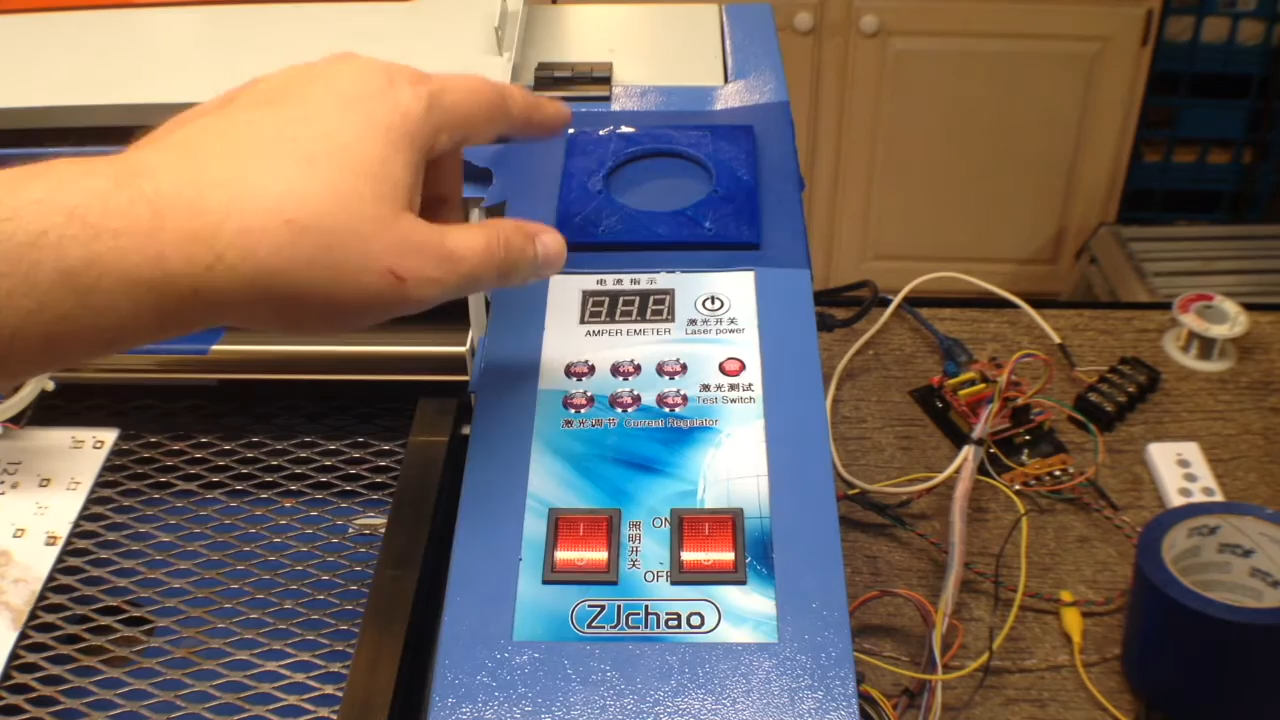 电流指示
8.8.8.
AMPER EMETER
激光开关
Laser power
激光测试
Test Switch
激光调节 Current Regulator
照明开关
ON
OFF
ZJchao